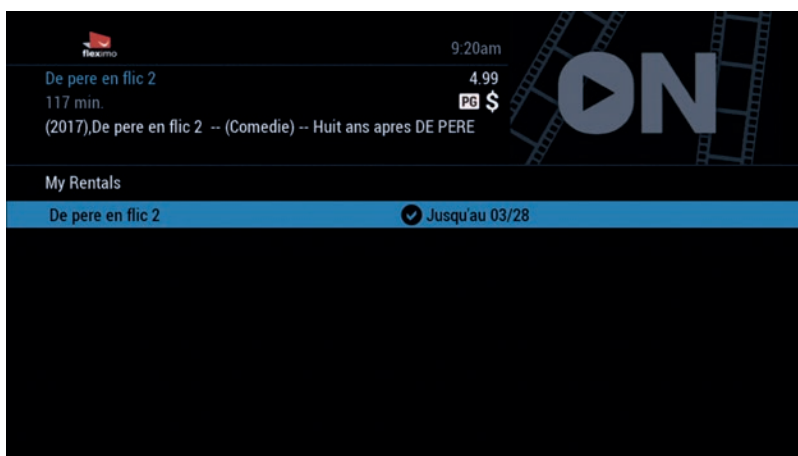 fleximo
9:20am
De pere en flic 2
4.99
117 min.
PG $
(2017),De pere en flic 2 -- (Comedie) -- Huit ans apres DE PERE
ON
My Rentals
De pere en flic 2
Jusqu'au 03/28